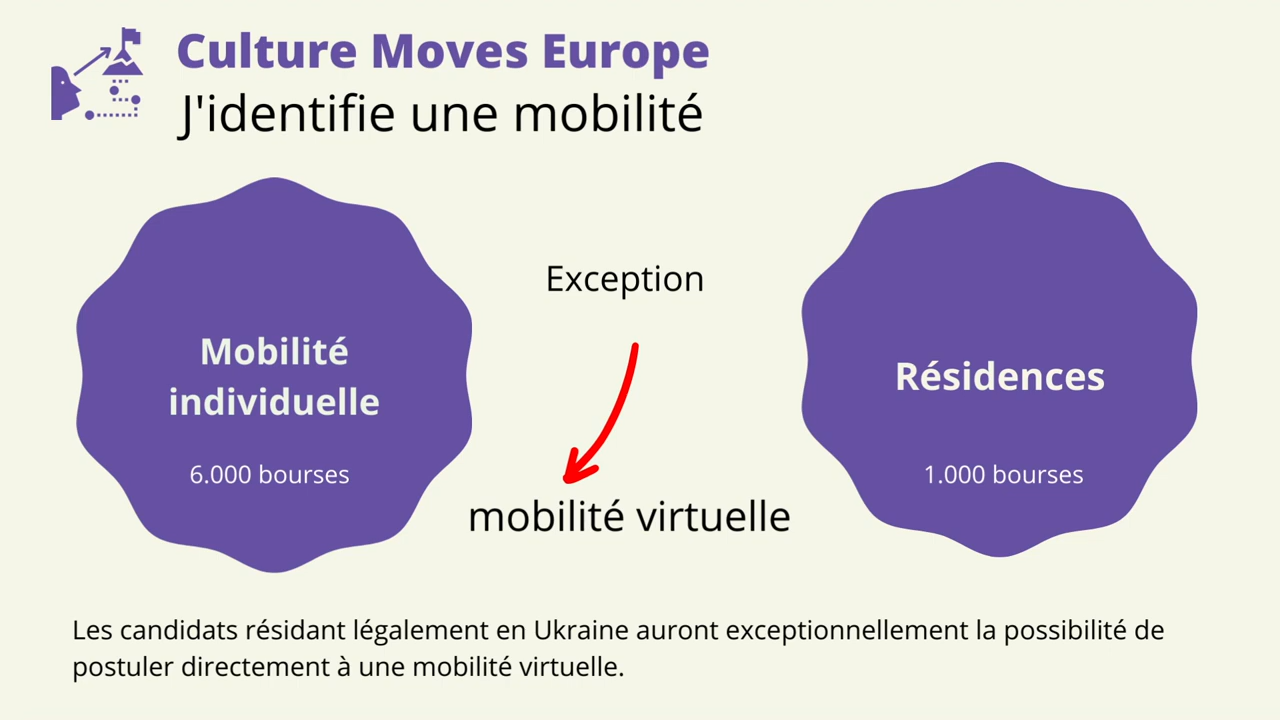 Culture Moves Europe
J'identifie une mobilité
Mobilité
individuelle
6.000 bourses
Exception
mobilité virtuelle
Résidences
1.000 bourses
Les candidats résidant légalement en Ukraine auront exceptionnellement la possibilité de
postuler directement à une mobilité virtuelle.